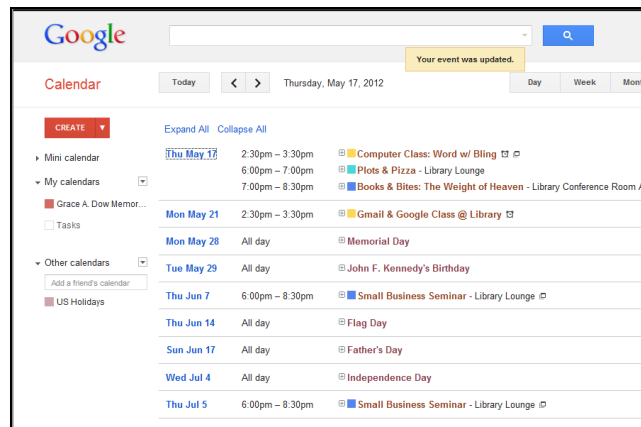 Google
Your event was updated.
Calendar
Today
Thursday, May 17, 2012
Day Week Mont
CREATE
Expand All Collapse All
Mini calendar
My calendars
Grace A. Dow Memor...
Tasks
Other calendars
Add a friend's calendar
US Holidays
Thu May 17 2:30pm – 3:30pm Computer Class: Word w/ Bling
6:00pm – 7:00pm Plots & Pizza - Library Lounge
7:00pm – 8:30pm Books & Bites: The Weight of Heaven - Library Conference Room A
Mon May 21 2:30pm – 3:30pm Gmail & Google Class @ Library
Mon May 28 All day Memorial Day
Tue May 29 All day John F. Kennedy's Birthday
Thu Jun 7 6:00pm – 8:30pm Small Business Seminar - Library Lounge
Thu Jun 14 All day Flag Day
Sun Jun 17 All day Father's Day
Wed Jul 4 All day Independence Day
Thu Jul 5 6:00pm – 8:30pm Small Business Seminar - Library Lounge